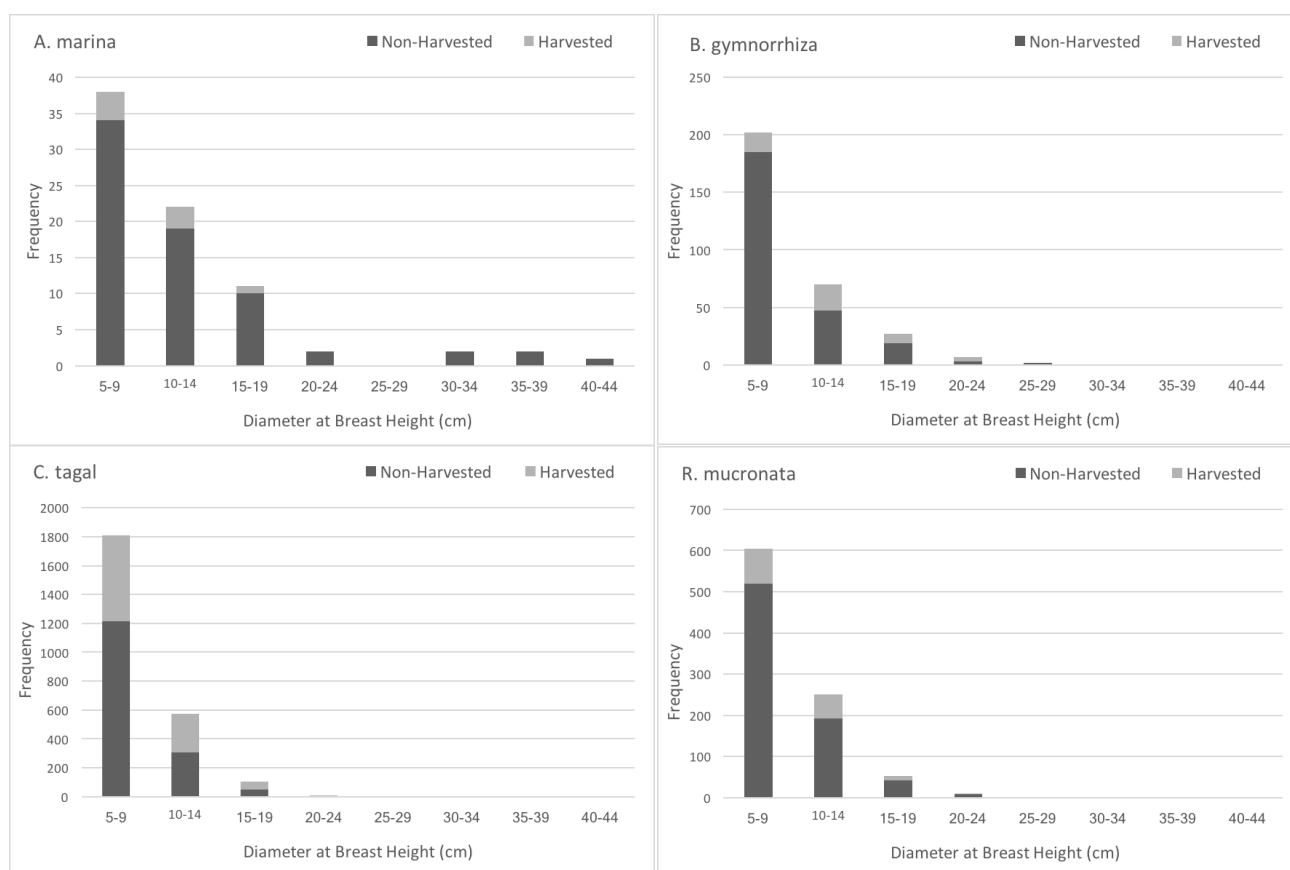 A. marina
Non-Harvested Harvested
40
35
30
25
20
15
10
5
0
Frequency
5-9 10-14 15-19 20-24 25-29 30-34 35-39 40-44
Diameter at Breast Height (cm)
B. gymnorrhiza
Non-Harvested Harvested
250
200
150
100
50
0
Frequency
5-9 10-14 15-19 20-24 25-29 30-34 35-39 40-44
Diameter at Breast Height (cm)
C. tagal
Non-Harvested Harvested
2000
1800
1600
1400
1200
1000
800
600
400
200
0
Frequency
5-9 10-14 15-19 20-24 25-29 30-34 35-39 40-44
Diameter at Breast Height (cm)
R. mucronata
Non-Harvested Harvested
700
600
500
400
300
200
100
0
Frequency
5-9 10-14 15-19 20-24 25-29 30-34 35-39 40-44
Diameter at Breast Height (cm)